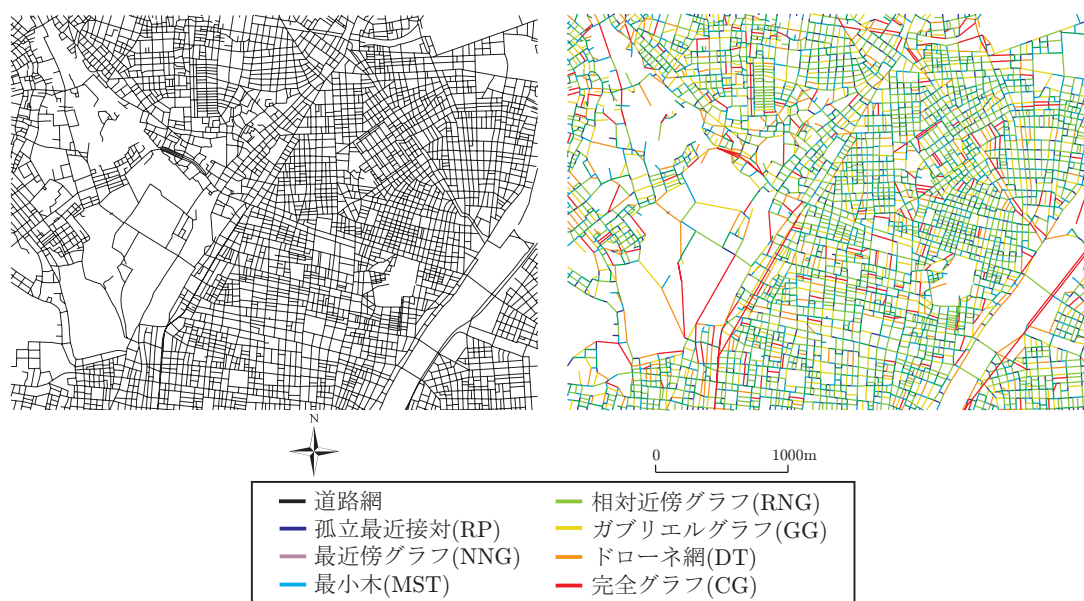 N
0 1000m
道路網
孤立最近接対(RP)
最近傍グラフ(NNG)
最小木(MST)
相対近傍グラフ(RNG)
ガブリエルグラフ(GG)
ドローネ網(DT)
完全グラフ(CG)